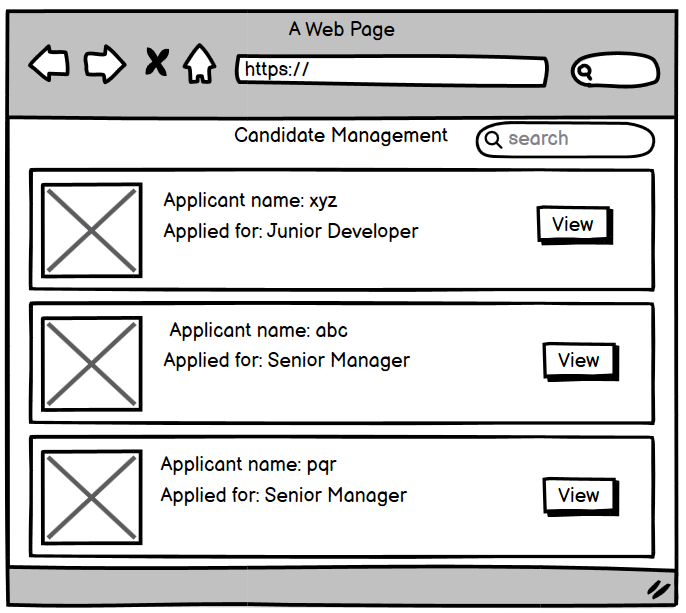 A Web Page
https://
Candidate Management
search
Applicant name: xyz
Applied for: Junior Developer
View
Applicant name: abc
Applied for: Senior Manager
View
Applicant name: pqr
Applied for: Senior Manager
View